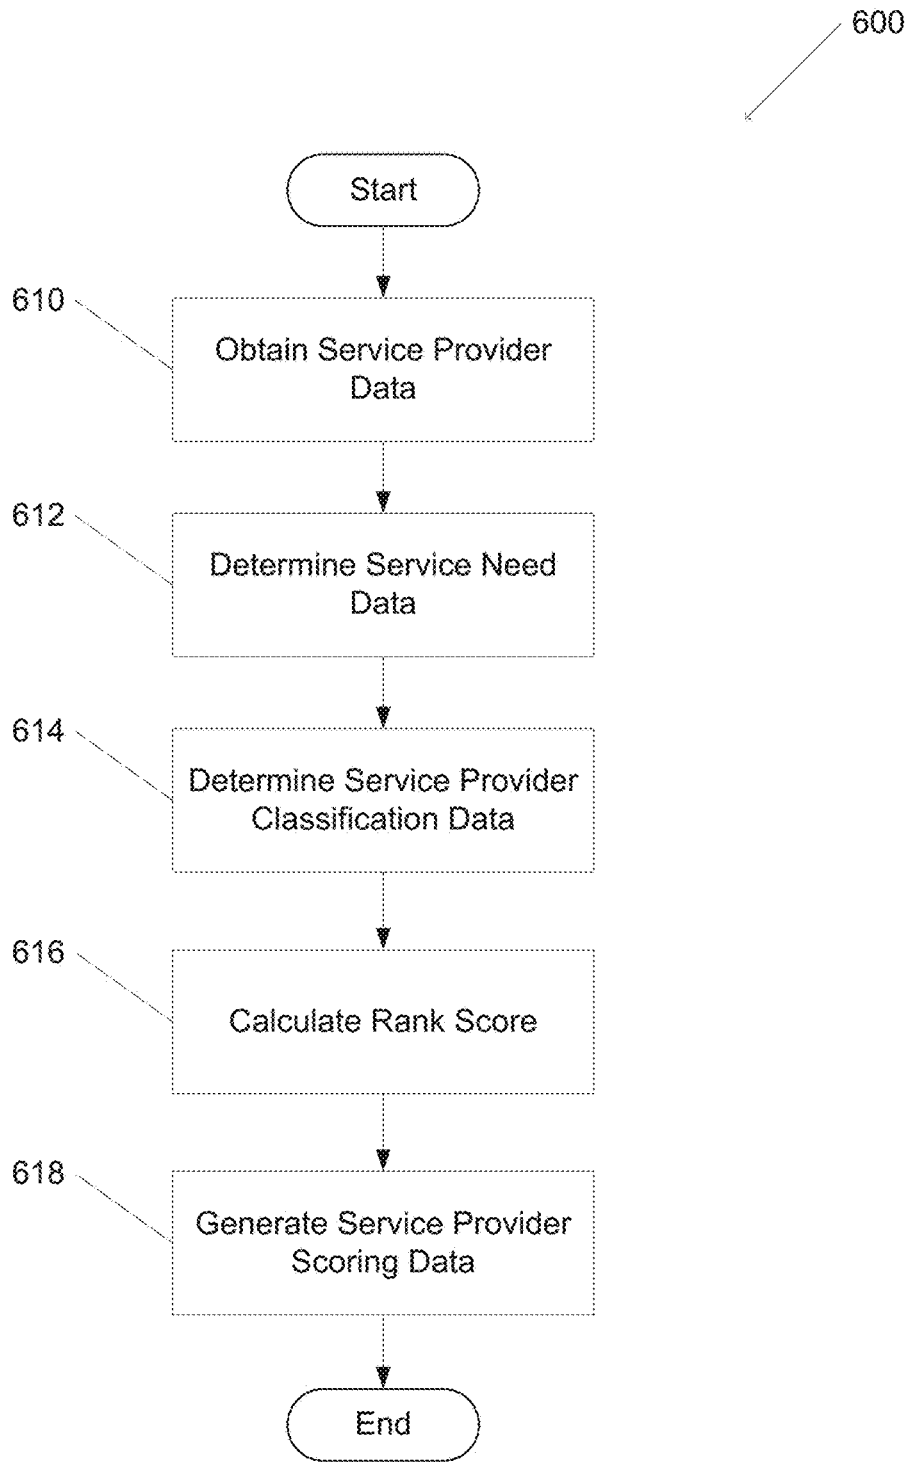 600
Start
610
Obtain Service Provider
Data
612
Determine Service Need
Data
614
Determine Service Provider
Classification Data
616
Calculate Rank Score
618
Generate Service Provider
Scoring Data
End